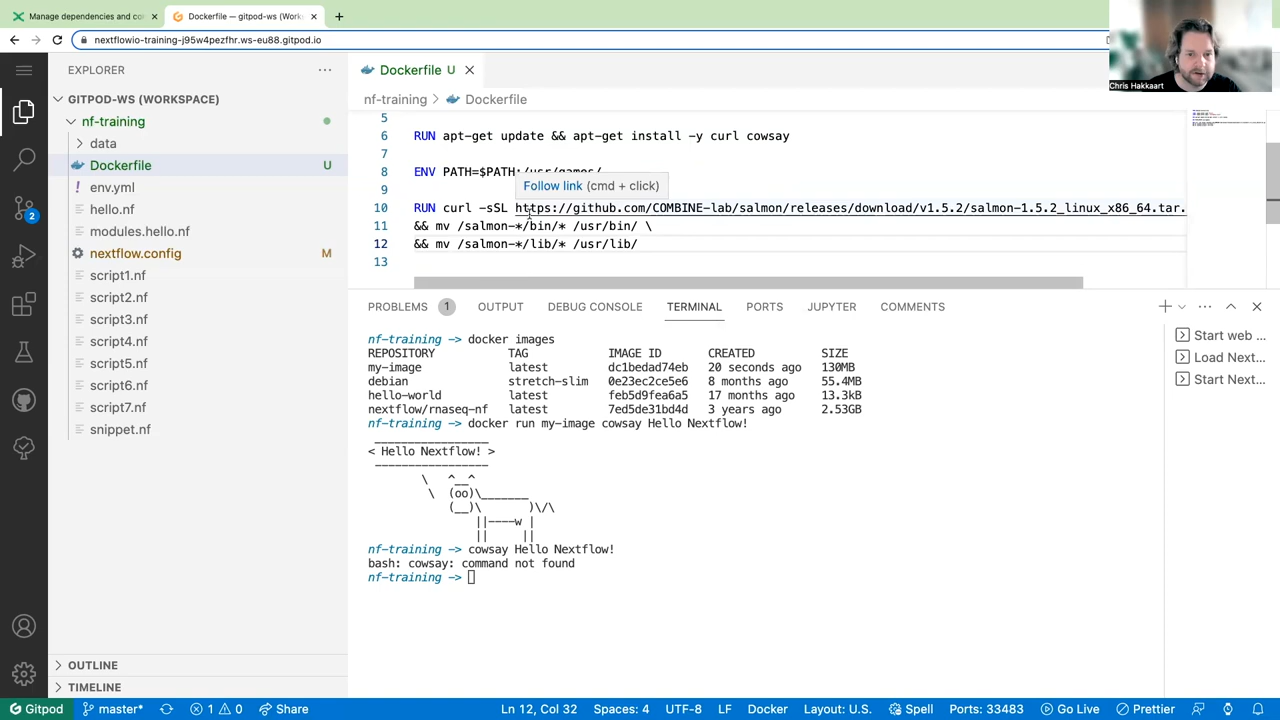 Manage dependencies and co
Dockerfile — gitpod-ws (Work
nextflowio-training-j95w4pezfhr.ws-eu88.gitpod.io
Chris Hakkaart
EXPLORER
GITPOD-WS (WORKSPACE)
nf-training
data
Dockerfile U
env.yml
hello.nf
modules.hello.nf
nextflow.config M
script1.nf
script2.nf
script3.nf
script4.nf
script5.nf
script6.nf
script7.nf
snippet.nf
OUTLINE
TIMELINE
2
Dockerfile U
nf-training > Dockerfile
5
6 RUN apt-get update && apt-get install -y curl cowsay
7
8 ENV PATH=$PATH:/usr/games/
Follow link (cmd + click)
9
10 RUN curl -sSL https://github.com/COMBINE-lab/salmon/releases/download/v1.5.2/salmon-1.5.2_linux_x86_64.tar.
11 && mv /salmon-*/bin/* /usr/bin/ \
12 && mv /salmon-*/lib/* /usr/lib/
13
PROBLEMS 1 OUTPUT DEBUG CONSOLE TERMINAL PORTS JUPYTER COMMENTS
nf-training -> docker images
REPOSITORY TAG IMAGE ID CREATED SIZE
my-image latest dc1bedad74eb 20 seconds ago 130MB
debian stretch-slim 0e23ec2ce5e6 8 months ago 55.4MB
hello-world latest feb5d9fea6a5 17 months ago 13.3kB
nextflow/rnaseq-nf latest 7ed5de31bd4d 3 years ago 2.53GB
nf-training -> docker run my-image cowsay Hello Nextflow!
 _________________
< Hello Nextflow! >
 -----------------
        \   ^__^
         \  (oo)\_______
            (__)\       )\/\
                ||----w |
                ||     ||
nf-training -> cowsay Hello Nextflow!
bash: cowsay: command not found
nf-training ->
Start web ...
Load Next...
Start Next...
Gitpod master* 1 0 Share Ln 12, Col 32 Spaces: 4 UTF-8 LF Docker Layout: U.S. Spell Ports: 33483 Go Live Prettier